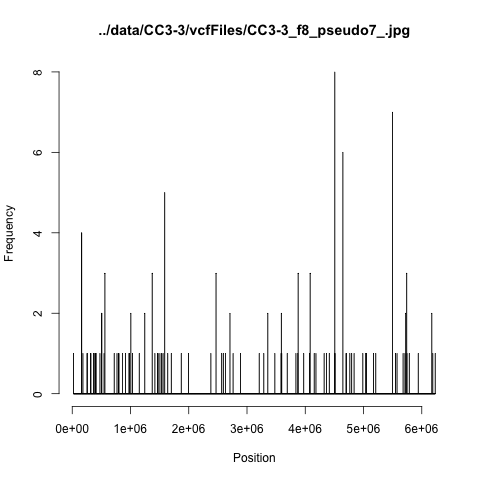 ../data/CC3-3/vcfFiles/CC3-3_f8_pseudo7_.jpg
8
6
4
2
0
Frequency
0e+00 1e+06 2e+06 3e+06 4e+06 5e+06 6e+06
Position